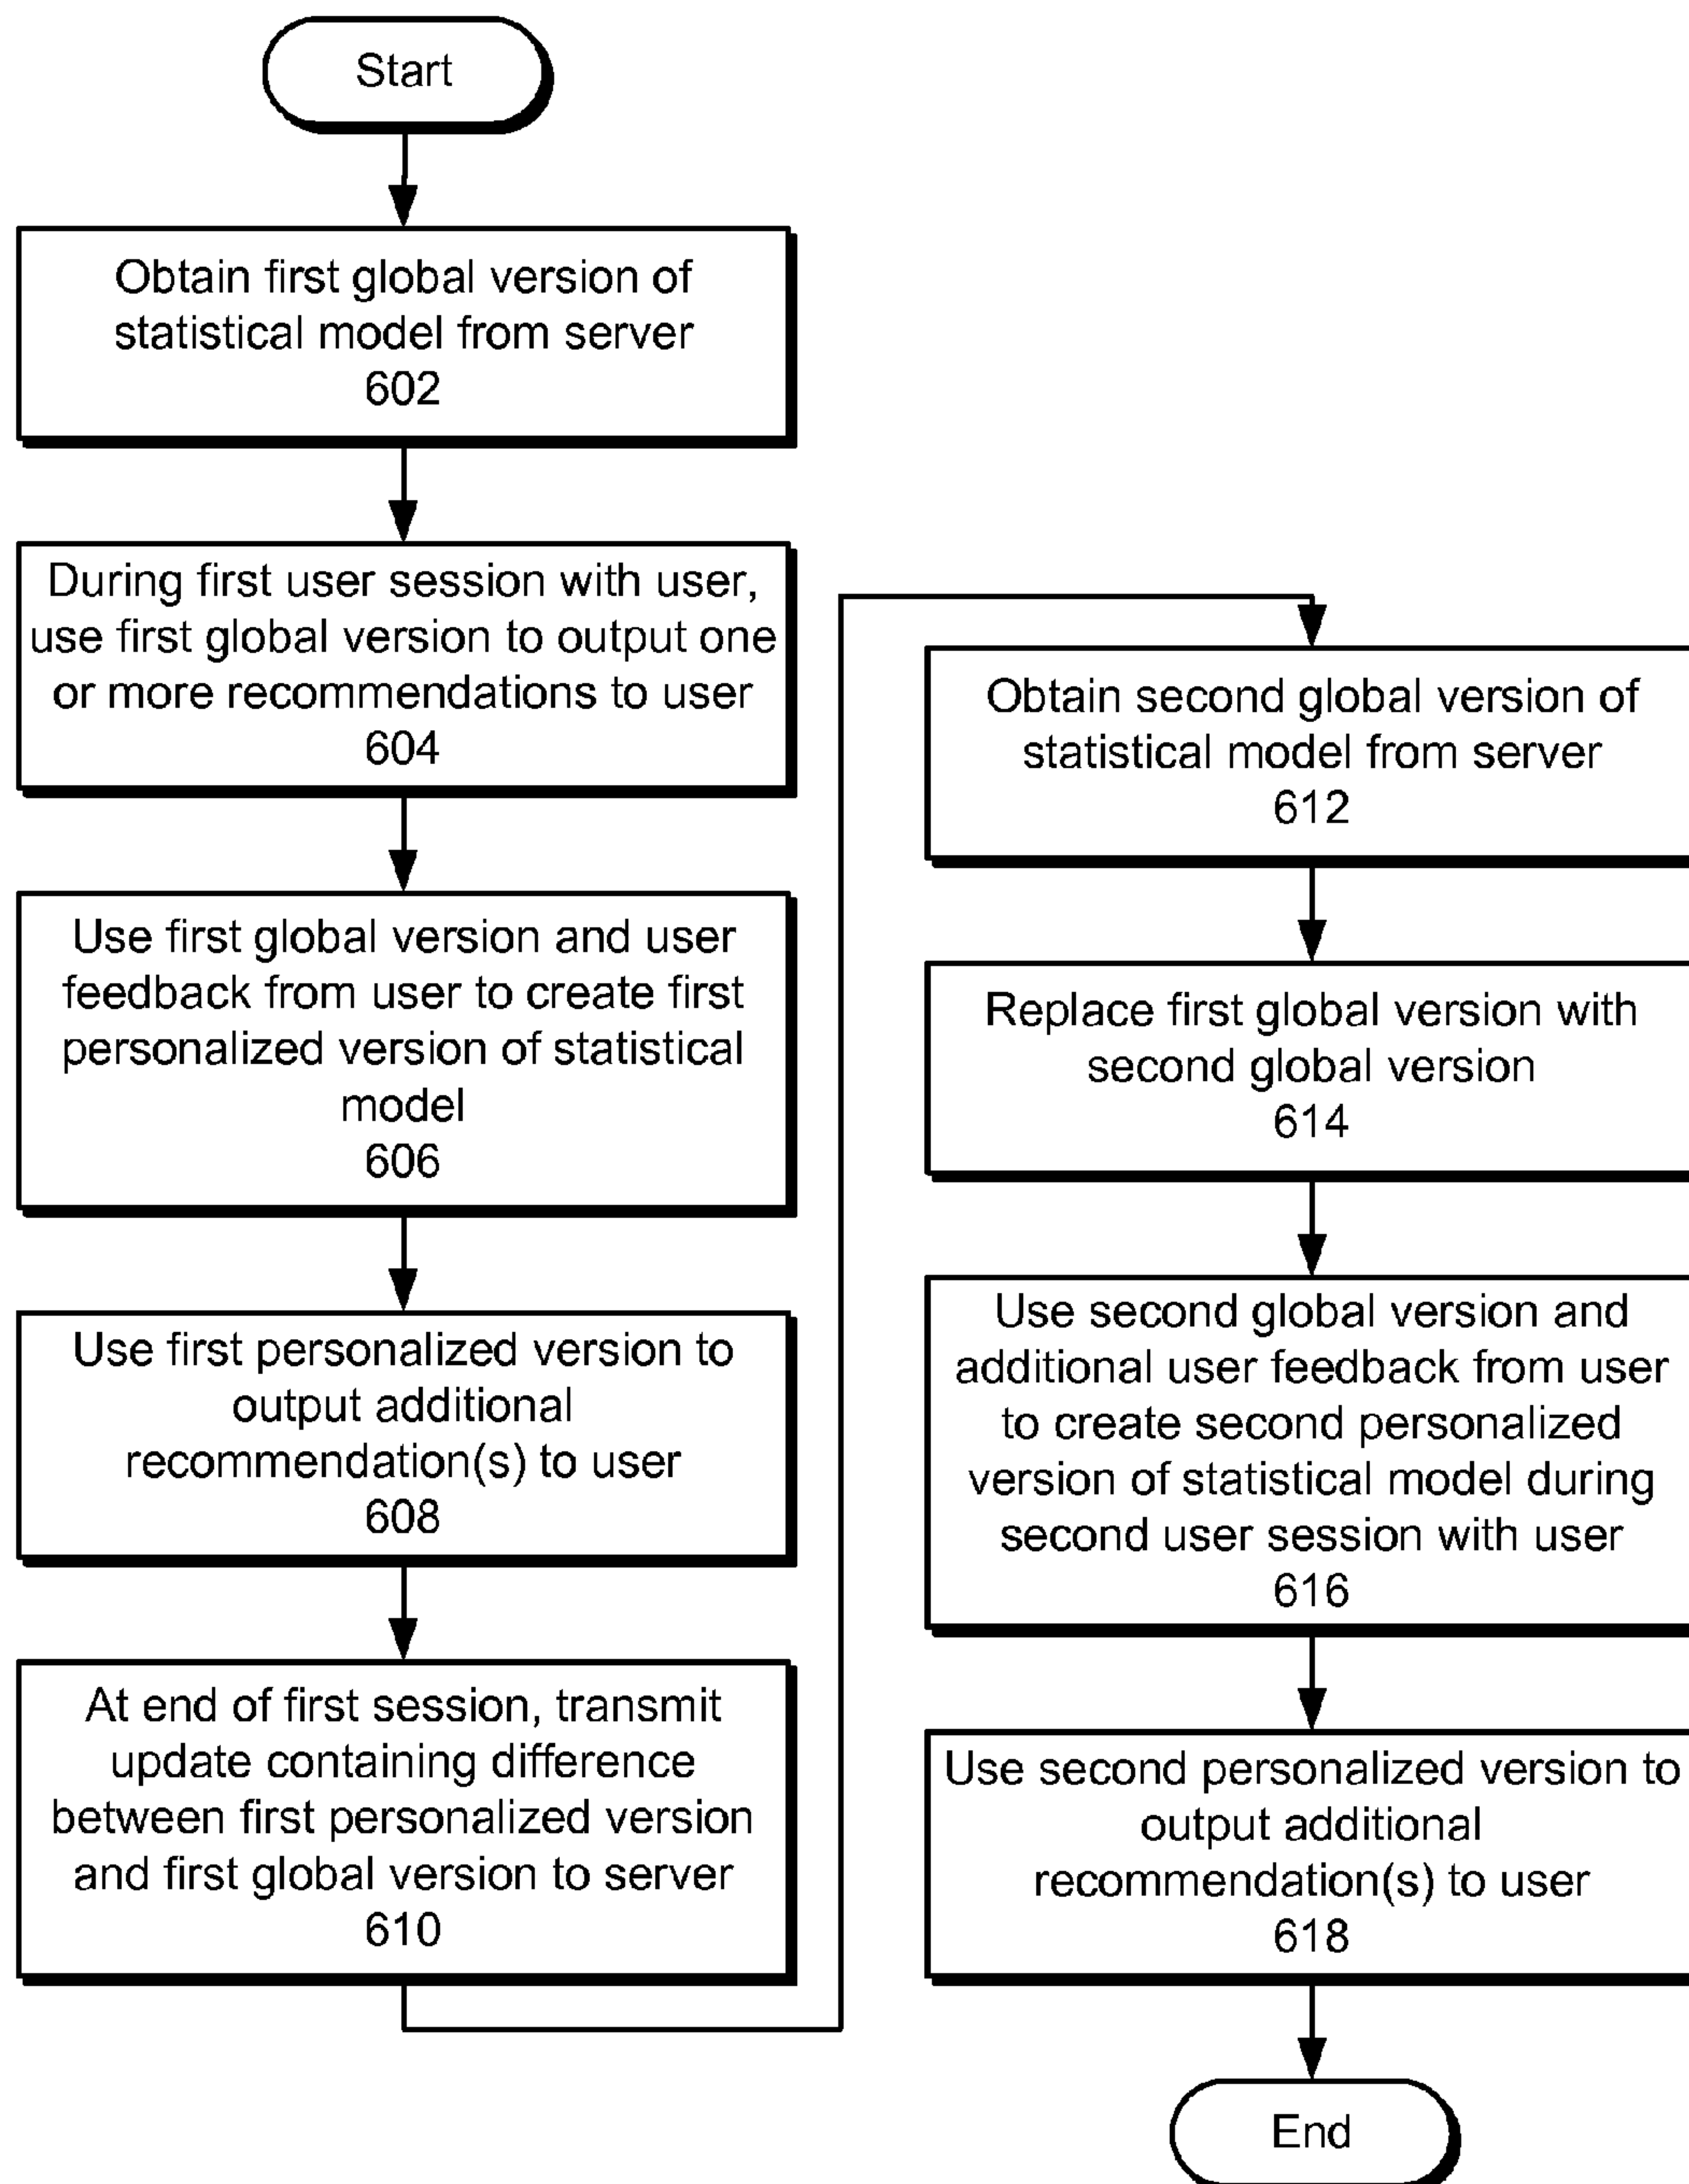 Start
Obtain first global version of
statistical model from server
602
During first user session with user,
use first global version to output one
or more recommendations to user
604
Use first global version and user
feedback from user to create first
personalized version of statistical
model
606
Use first personalized version to
output additional
recommendation(s) to user
608
At end of first session, transmit
update containing difference
between first personalized version
and first global version to server
610
Obtain second global version of
statistical model from server
612
Replace first global version with
second global version
614
Use second global version and
additional user feedback from user
to create second personalized
version of statistical model during
second user session with user
616
Use second personalized version to
output additional
recommendation(s) to user
618
End